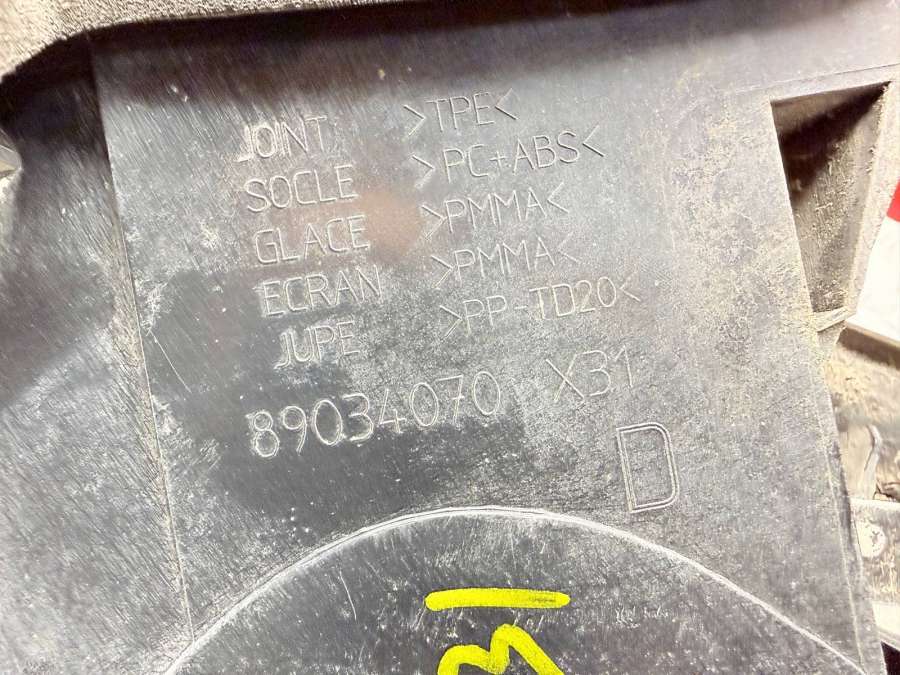 JOINT >TPE<
SOCLE >PC+ABS<
GLACE >PMMA<
ECRAN >PMMA<
JUPE >PP-TD20<
89034070 X31
D